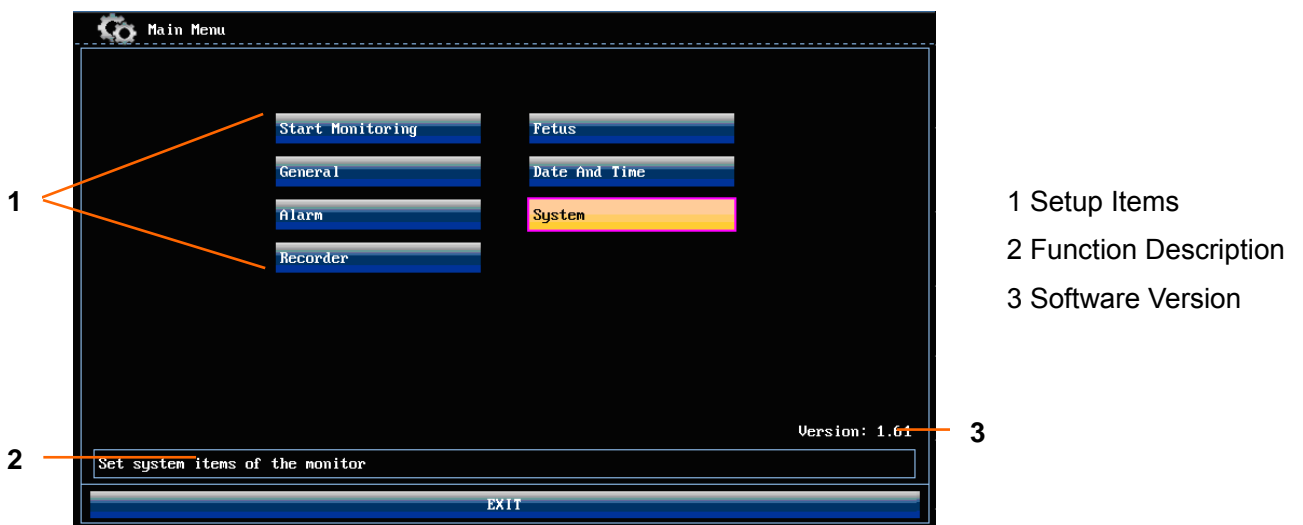 Main Menu
Start Monitoring
Fetus
General
Date And Time
1
Alarm
System
Recorder
1 Setup Items
2 Function Description
3 Software Version
Version: 1.61
3
2
Set system items of the monitor
EXIT